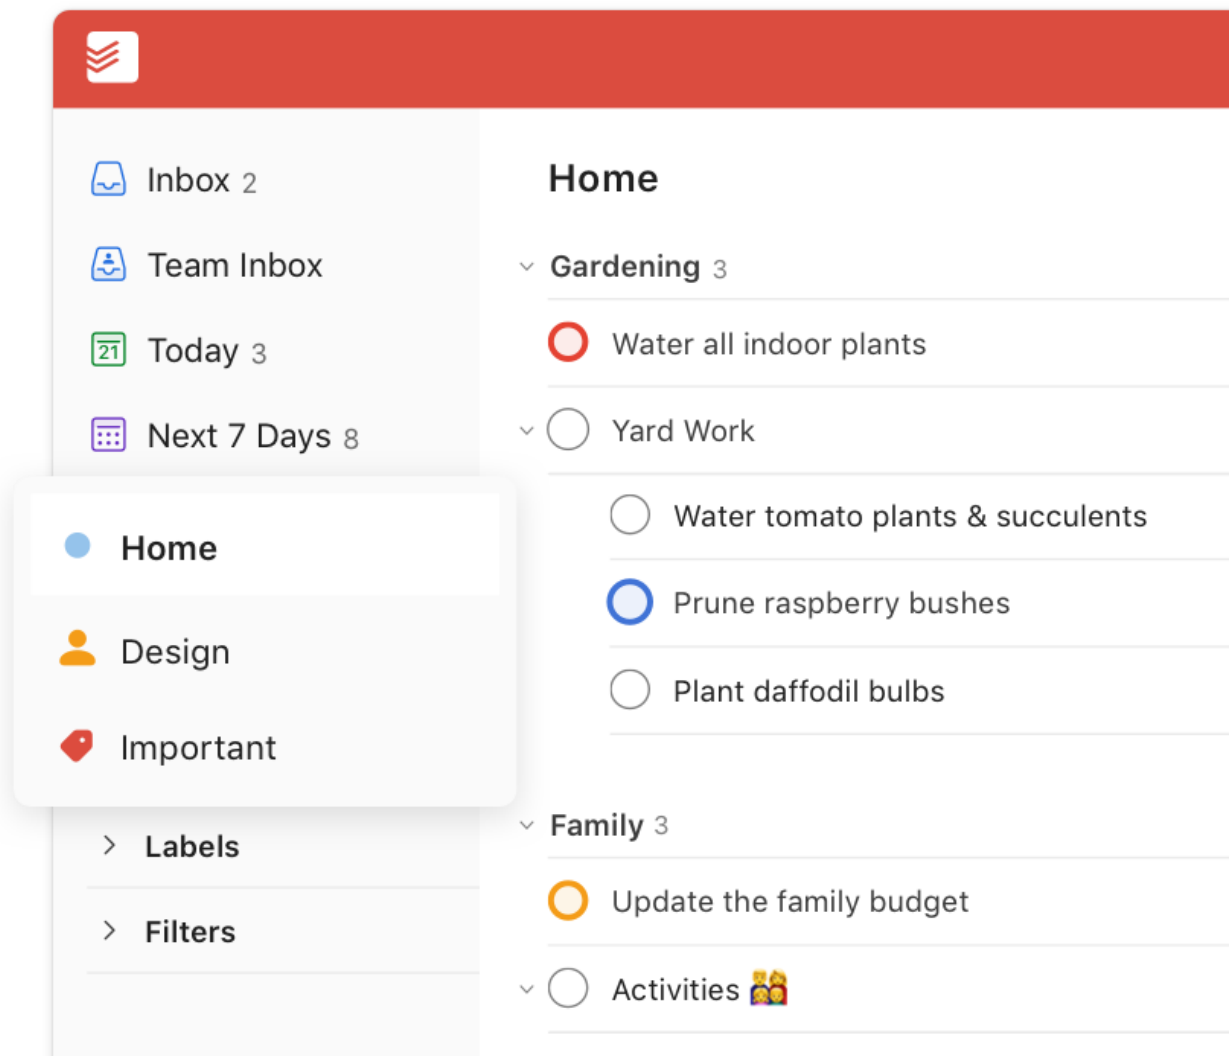 Inbox 2
Team Inbox
21
Today 3
Next 7 Days 8
Home
Design
Important
Labels
Filters
Home
Gardening 3
Water all indoor plants
Yard Work
Water tomato plants & succulents
Prune raspberry bushes
Plant daffodil bulbs
Family 3
Update the family budget
Activities 👨‍👩‍👧‍👦